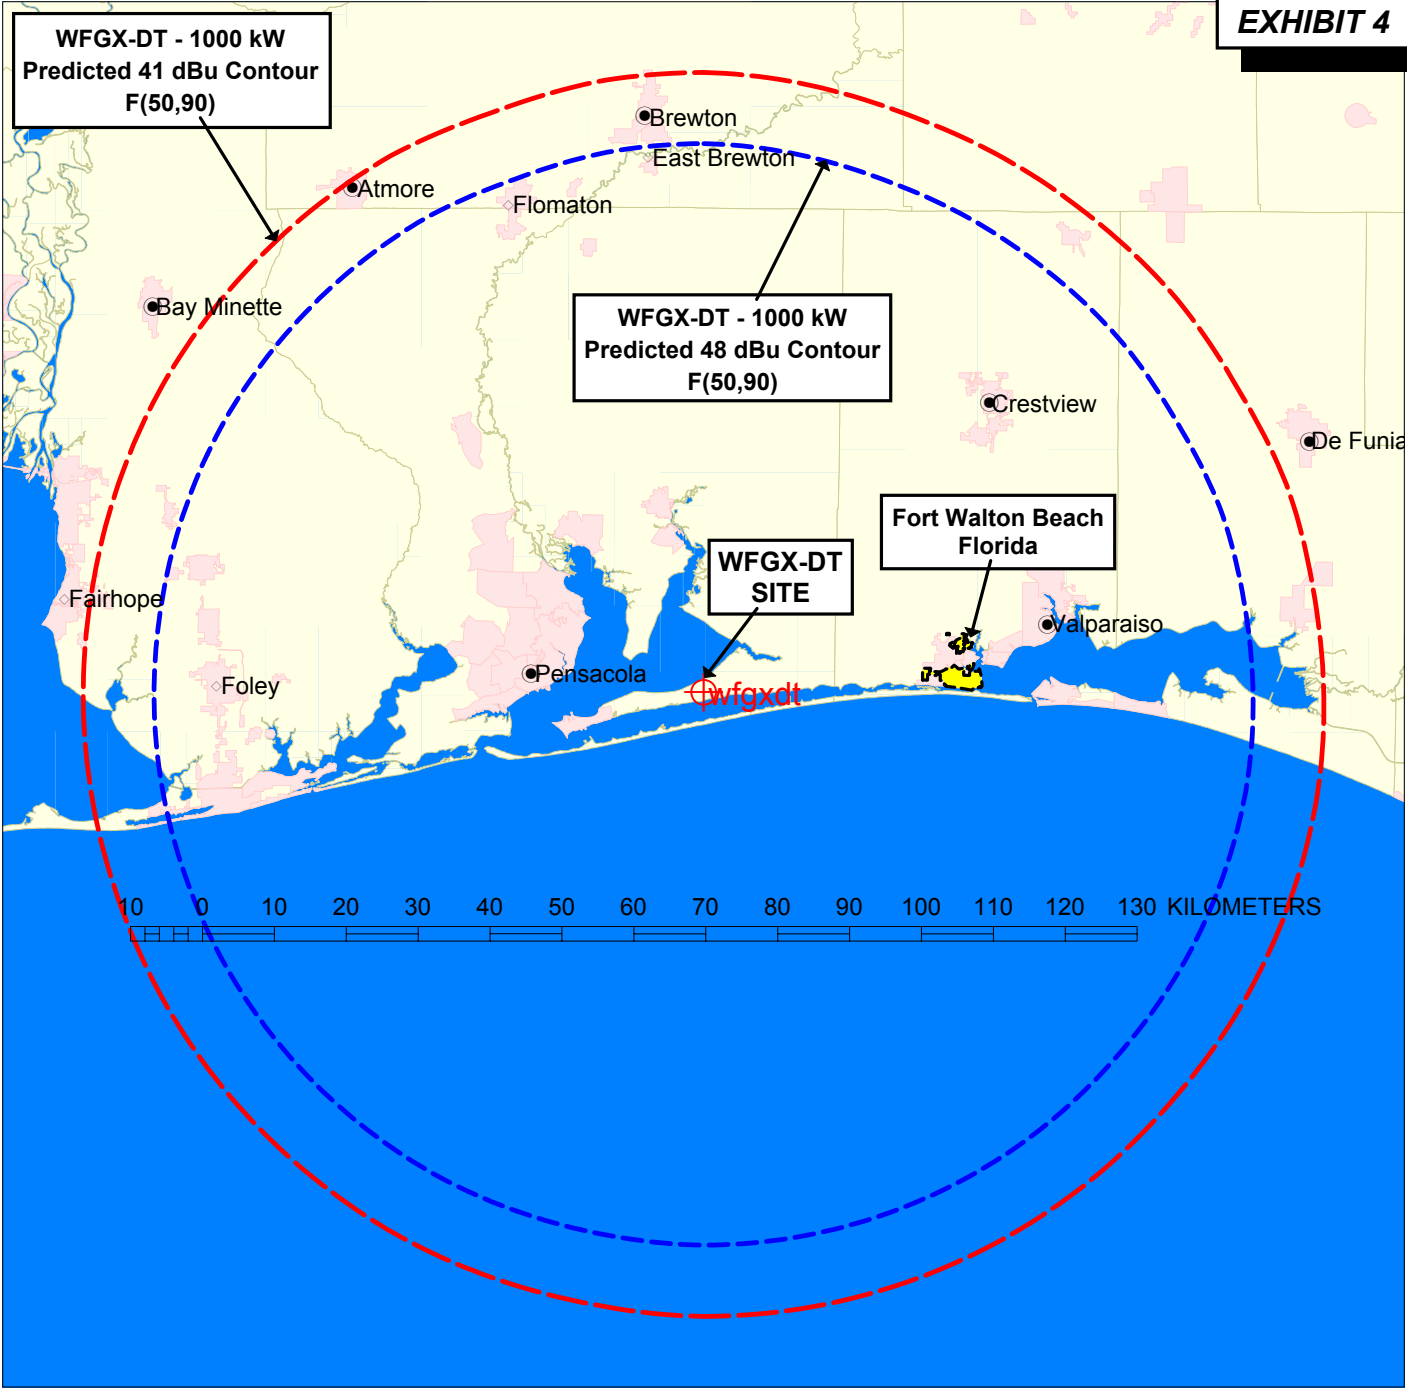 EXHIBIT 4
WFGX-DT - 1000 kW
Predicted 41 dBu Contour
F(50,90)
Brewton
East Brewton
Atmore
Flomaton
Bay Minette
WFGX-DT - 1000 kW
Predicted 48 dBu Contour
F(50,90)
Crestview
De Funia
Fort Walton Beach
Florida
WFGX-DT
SITE
Fairhope
Valparaiso
Pensacola
Foley
wfgxdt
10 0 10 20 30 40 50 60 70 80 90 100 110 120 130 KILOMETERS